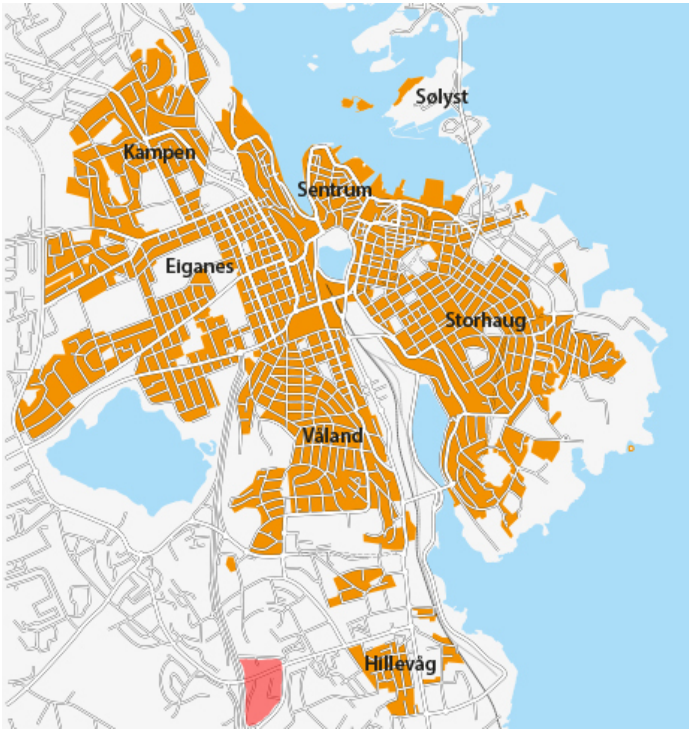 Sølyst
Kampen
Sentrum
Eiganes
Storhaug
Våland
Hillevåg